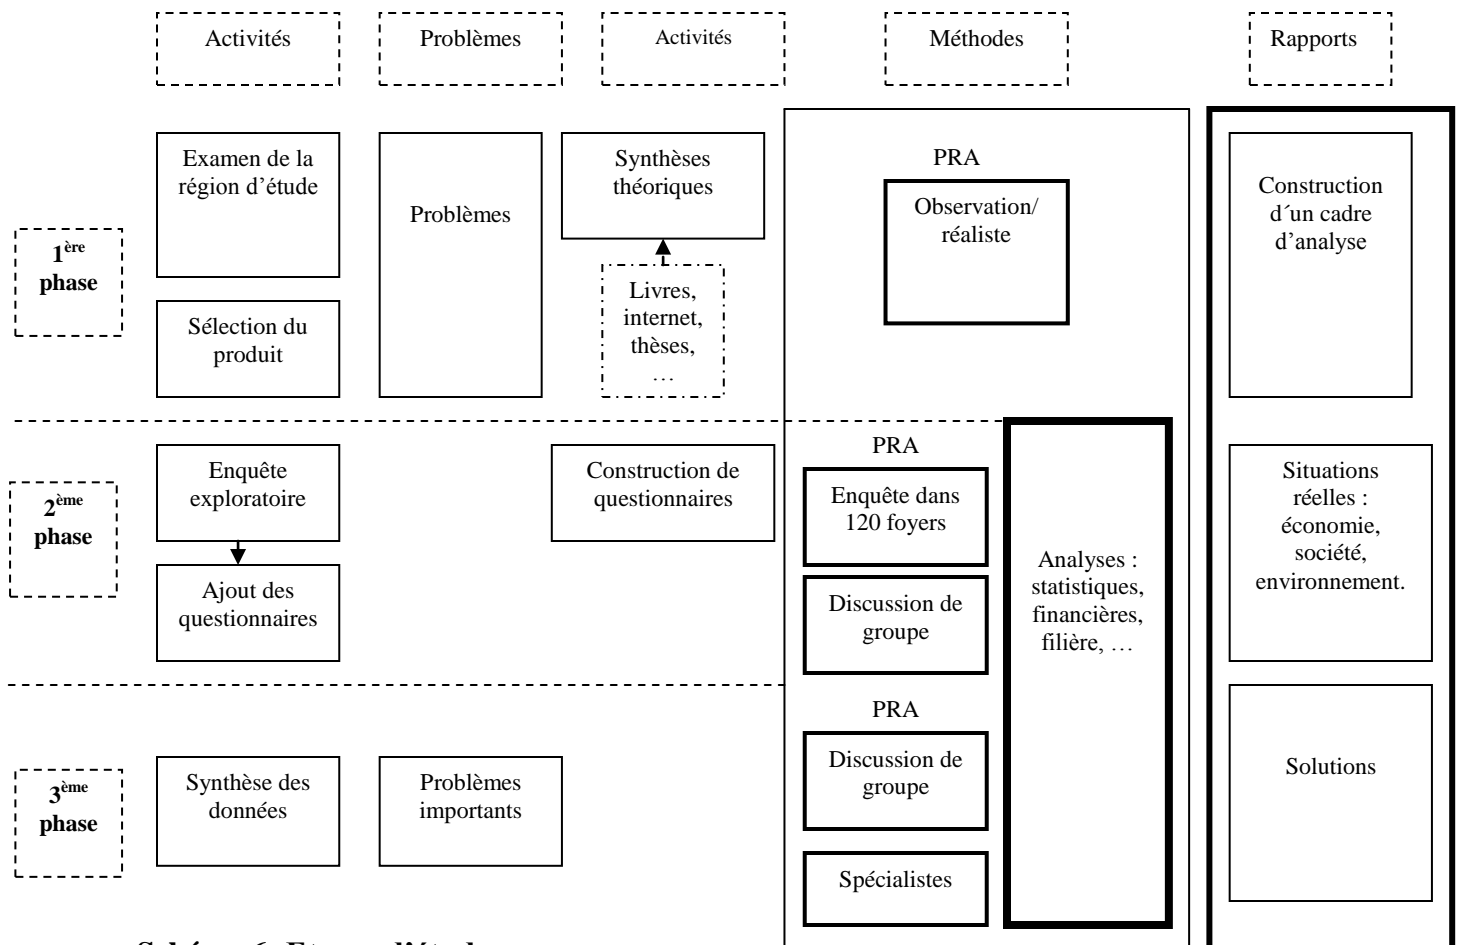 Activités
Problèmes
Activités
Méthodes
Rapports
1ère
phase
Examen de la
région d’étude
Sélection du
produit
Problèmes
Synthèses
théoriques
Livres,
internet,
thèses,
…
PRA
Observation/
réaliste
Construction
d´un cadre
d’analyse
2ème
phase
Enquête
exploratoire
Ajout des
questionnaires
Construction de
questionnaires
PRA
Enquête dans
120 foyers
Discussion de
groupe
Analyses :
statistiques,
financières,
filière, …
Situations
réelles :
économie,
société,
environnement.
3ème
phase
Synthèse des
données
Problèmes
importants
PRA
Discussion de
groupe
Spécialistes
Solutions